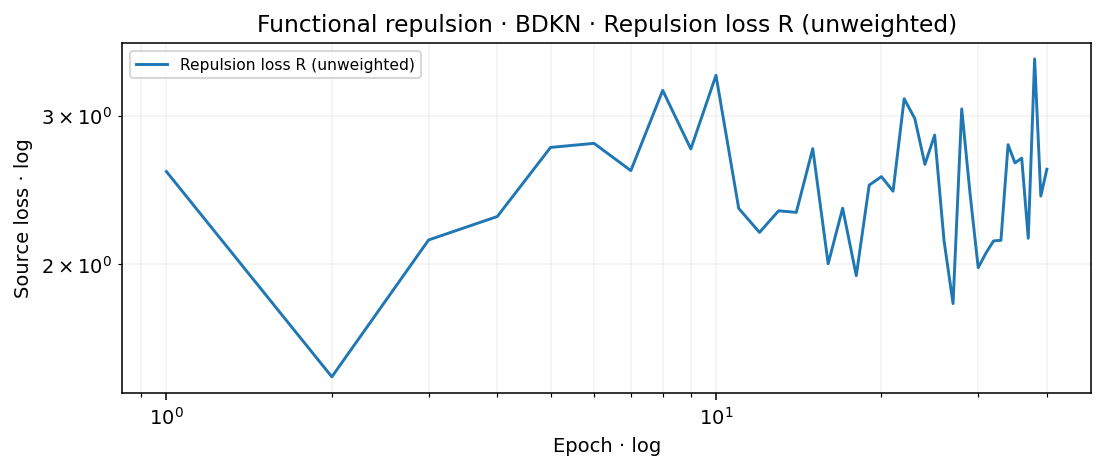 Functional repulsion · BDKN · Repulsion loss R (unweighted)
Repulsion loss R (unweighted)
Source loss · log
3 × 10⁰
2 × 10⁰
10⁰
10¹
Epoch · log